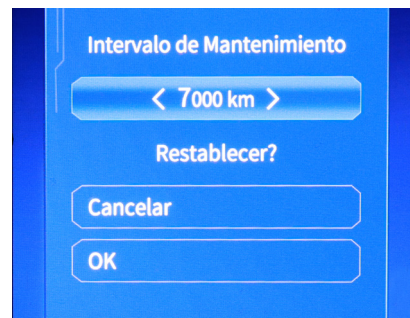 Intervalo de Mantenimiento
< 7000 km >
Restablecer?
Cancelar
OK